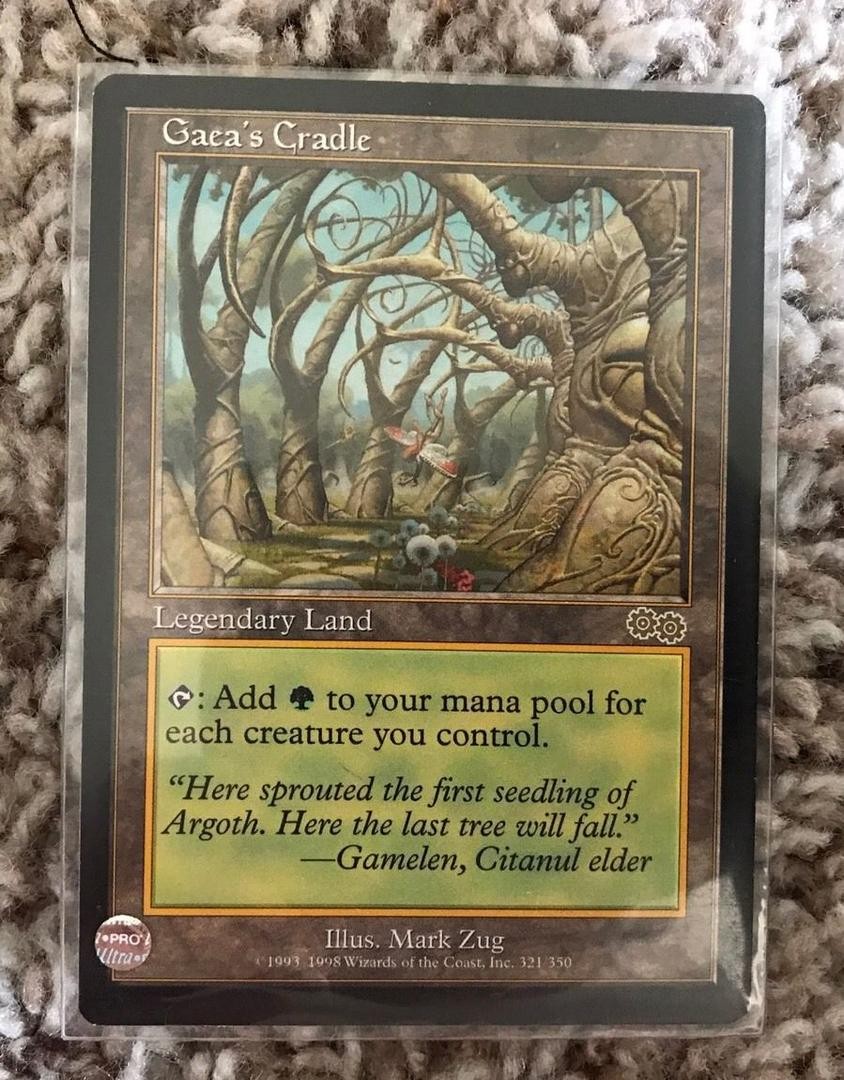 Gaea's Cradle
Legendary Land
: Add to your mana pool for
each creature you control.
“Here sprouted the first seedling of
Argoth. Here the last tree will fall.”
—Gamelen, Citanul elder
•PRO
Ultra•
Illus. Mark Zug
© 1993 1998 Wizards of the Coast, Inc. 321/350